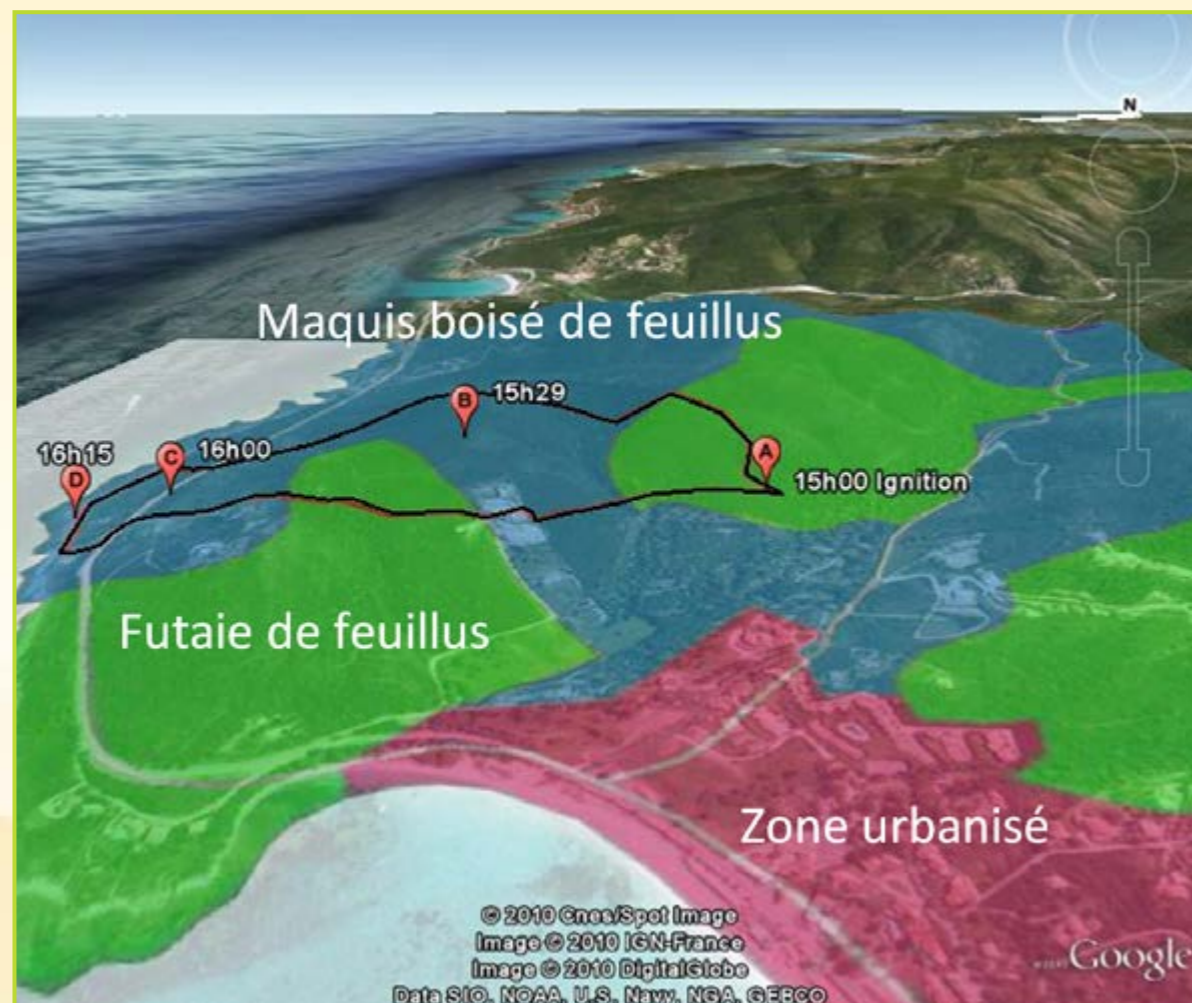 N
Maquis boisé de feuillus
B 15h29
16h15
C 16h00
D
A
15h00 Ignition
Futaie de feuillus
Zone urbanisé
© 2010 Cnes/Spot Image
Image © 2010 IGN-France
Image © 2010 DigitalGlobe
Data SIO, NOAA, U.S. Navy, NGA, GEBCO
Google